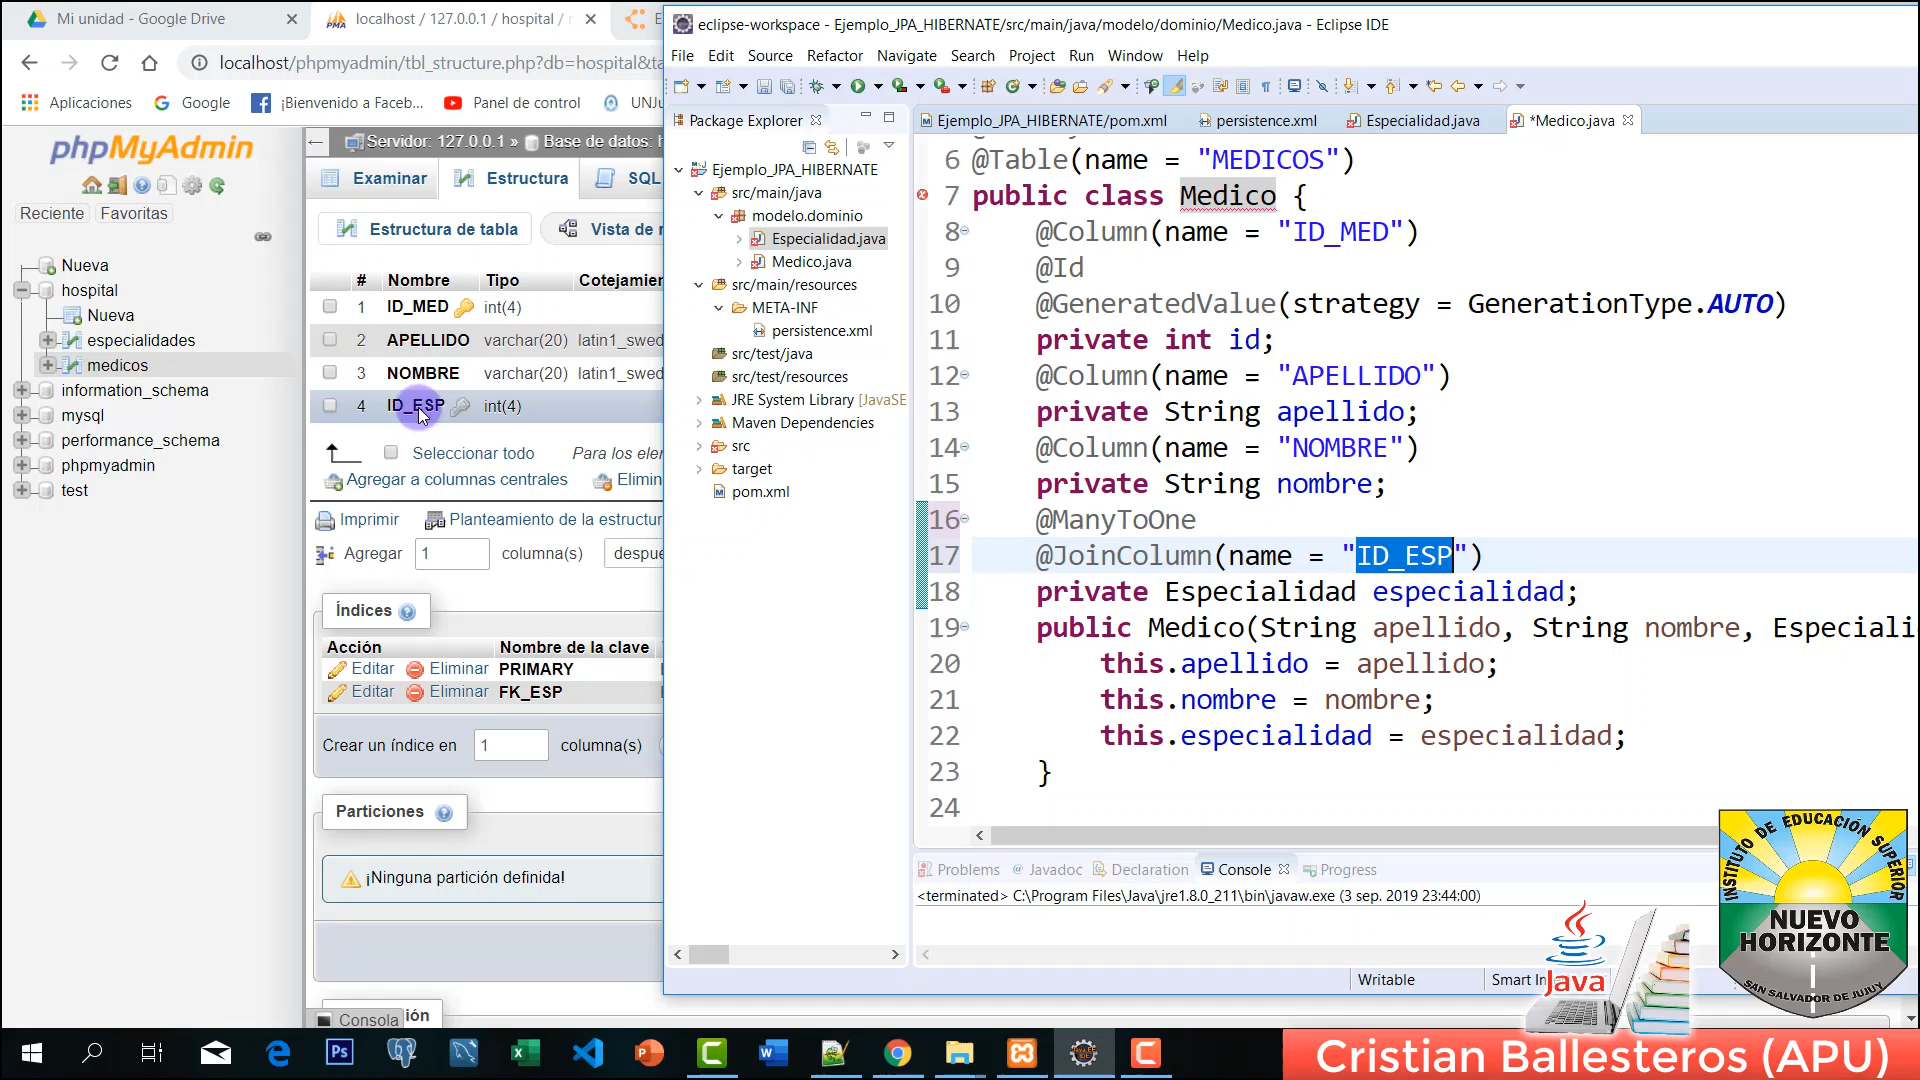 Mi unidad - Google Drive
localhost / 127.0.0.1 / hospital /
localhost/phpmyadmin/tbl_structure.php?db=hospital&ta
Aplicaciones
Google
¡Bienvenido a Faceb...
Panel de control
UNJu
phpMyAdmin
Reciente
Favoritas
Nueva
hospital
Nueva
especialidades
medicos
information_schema
mysql
performance_schema
phpmyadmin
test
Servidor: 127.0.0.1 » Base de datos: h
Examinar
Estructura
SQL
Estructura de tabla
Vista de r
# Nombre Tipo Cotejamien
1 ID_MED int(4)
2 APELLIDO varchar(20) latin1_swed
3 NOMBRE varchar(20) latin1_swed
4 ID_ESP int(4)
Seleccionar todo
Para los eler
Agregar a columnas centrales
Elimin
Imprimir
Planteamiento de la estructur
Agregar
1
columna(s)
despue
Índices
Acción Nombre de la clave
Editar Eliminar PRIMARY
Editar Eliminar FK_ESP
Crear un índice en
1
columna(s)
Particiones
¡Ninguna partición definida!
Consola
ión
eclipse-workspace - Ejemplo_JPA_HIBERNATE/src/main/java/modelo/dominio/Medico.java - Eclipse IDE
File Edit Source Refactor Navigate Search Project Run Window Help
Package Explorer
Ejemplo_JPA_HIBERNATE
src/main/java
modelo.dominio
Especialidad.java
Medico.java
src/main/resources
META-INF
persistence.xml
src/test/java
src/test/resources
JRE System Library [JavaSE
Maven Dependencies
src
target
pom.xml
Ejemplo_JPA_HIBERNATE/pom.xml
persistence.xml
Especialidad.java
*Medico.java
6 @Table(name = "MEDICOS")
7 public class Medico {
8 @Column(name = "ID_MED")
9 @Id
10 @GeneratedValue(strategy = GenerationType.AUTO)
11 private int id;
12 @Column(name = "APELLIDO")
13 private String apellido;
14 @Column(name = "NOMBRE")
15 private String nombre;
16 @ManyToOne
17 @JoinColumn(name = "ID_ESP")
18 private Especialidad especialidad;
19 public Medico(String apellido, String nombre, Especiali
20 this.apellido = apellido;
21 this.nombre = nombre;
22 this.especialidad = especialidad;
23 }
24
Problems
Javadoc
Declaration
Console
Progress
<terminated> C:\Program Files\Java\jre1.8.0_211\bin\javaw.exe (3 sep. 2019 23:44:00)
Writable
Smart In
Java
INSTITUTO DE EDUCACIÓN SUPERIOR
NUEVO
HORIZONTE
SAN SALVADOR DE JUJUY
Cristian Ballesteros (APU)